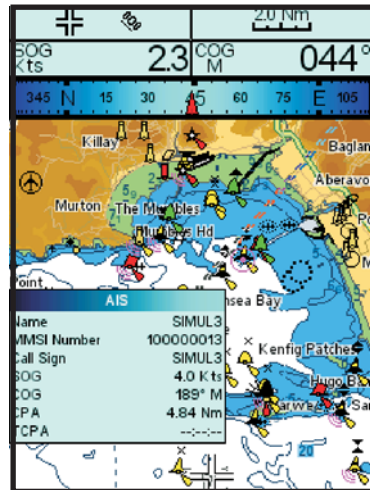 2.0 Nm
SOG Kts 2.3 COG M 044°
345 N 15 30 45 60 75 E 105
Killay
Baglan
Aberavo
Murton
The Mumbles
Mumbles Hd
Point
nsea Bay
AIS
Name SIMUL3
MMSI Number 100000013
Call Sign SIMUL3
SOG 4.0 Kts
COG 189° M
CPA 4.84 Nm
TCPA --:--:--
Kenfig Patches
Hugo Ba
20